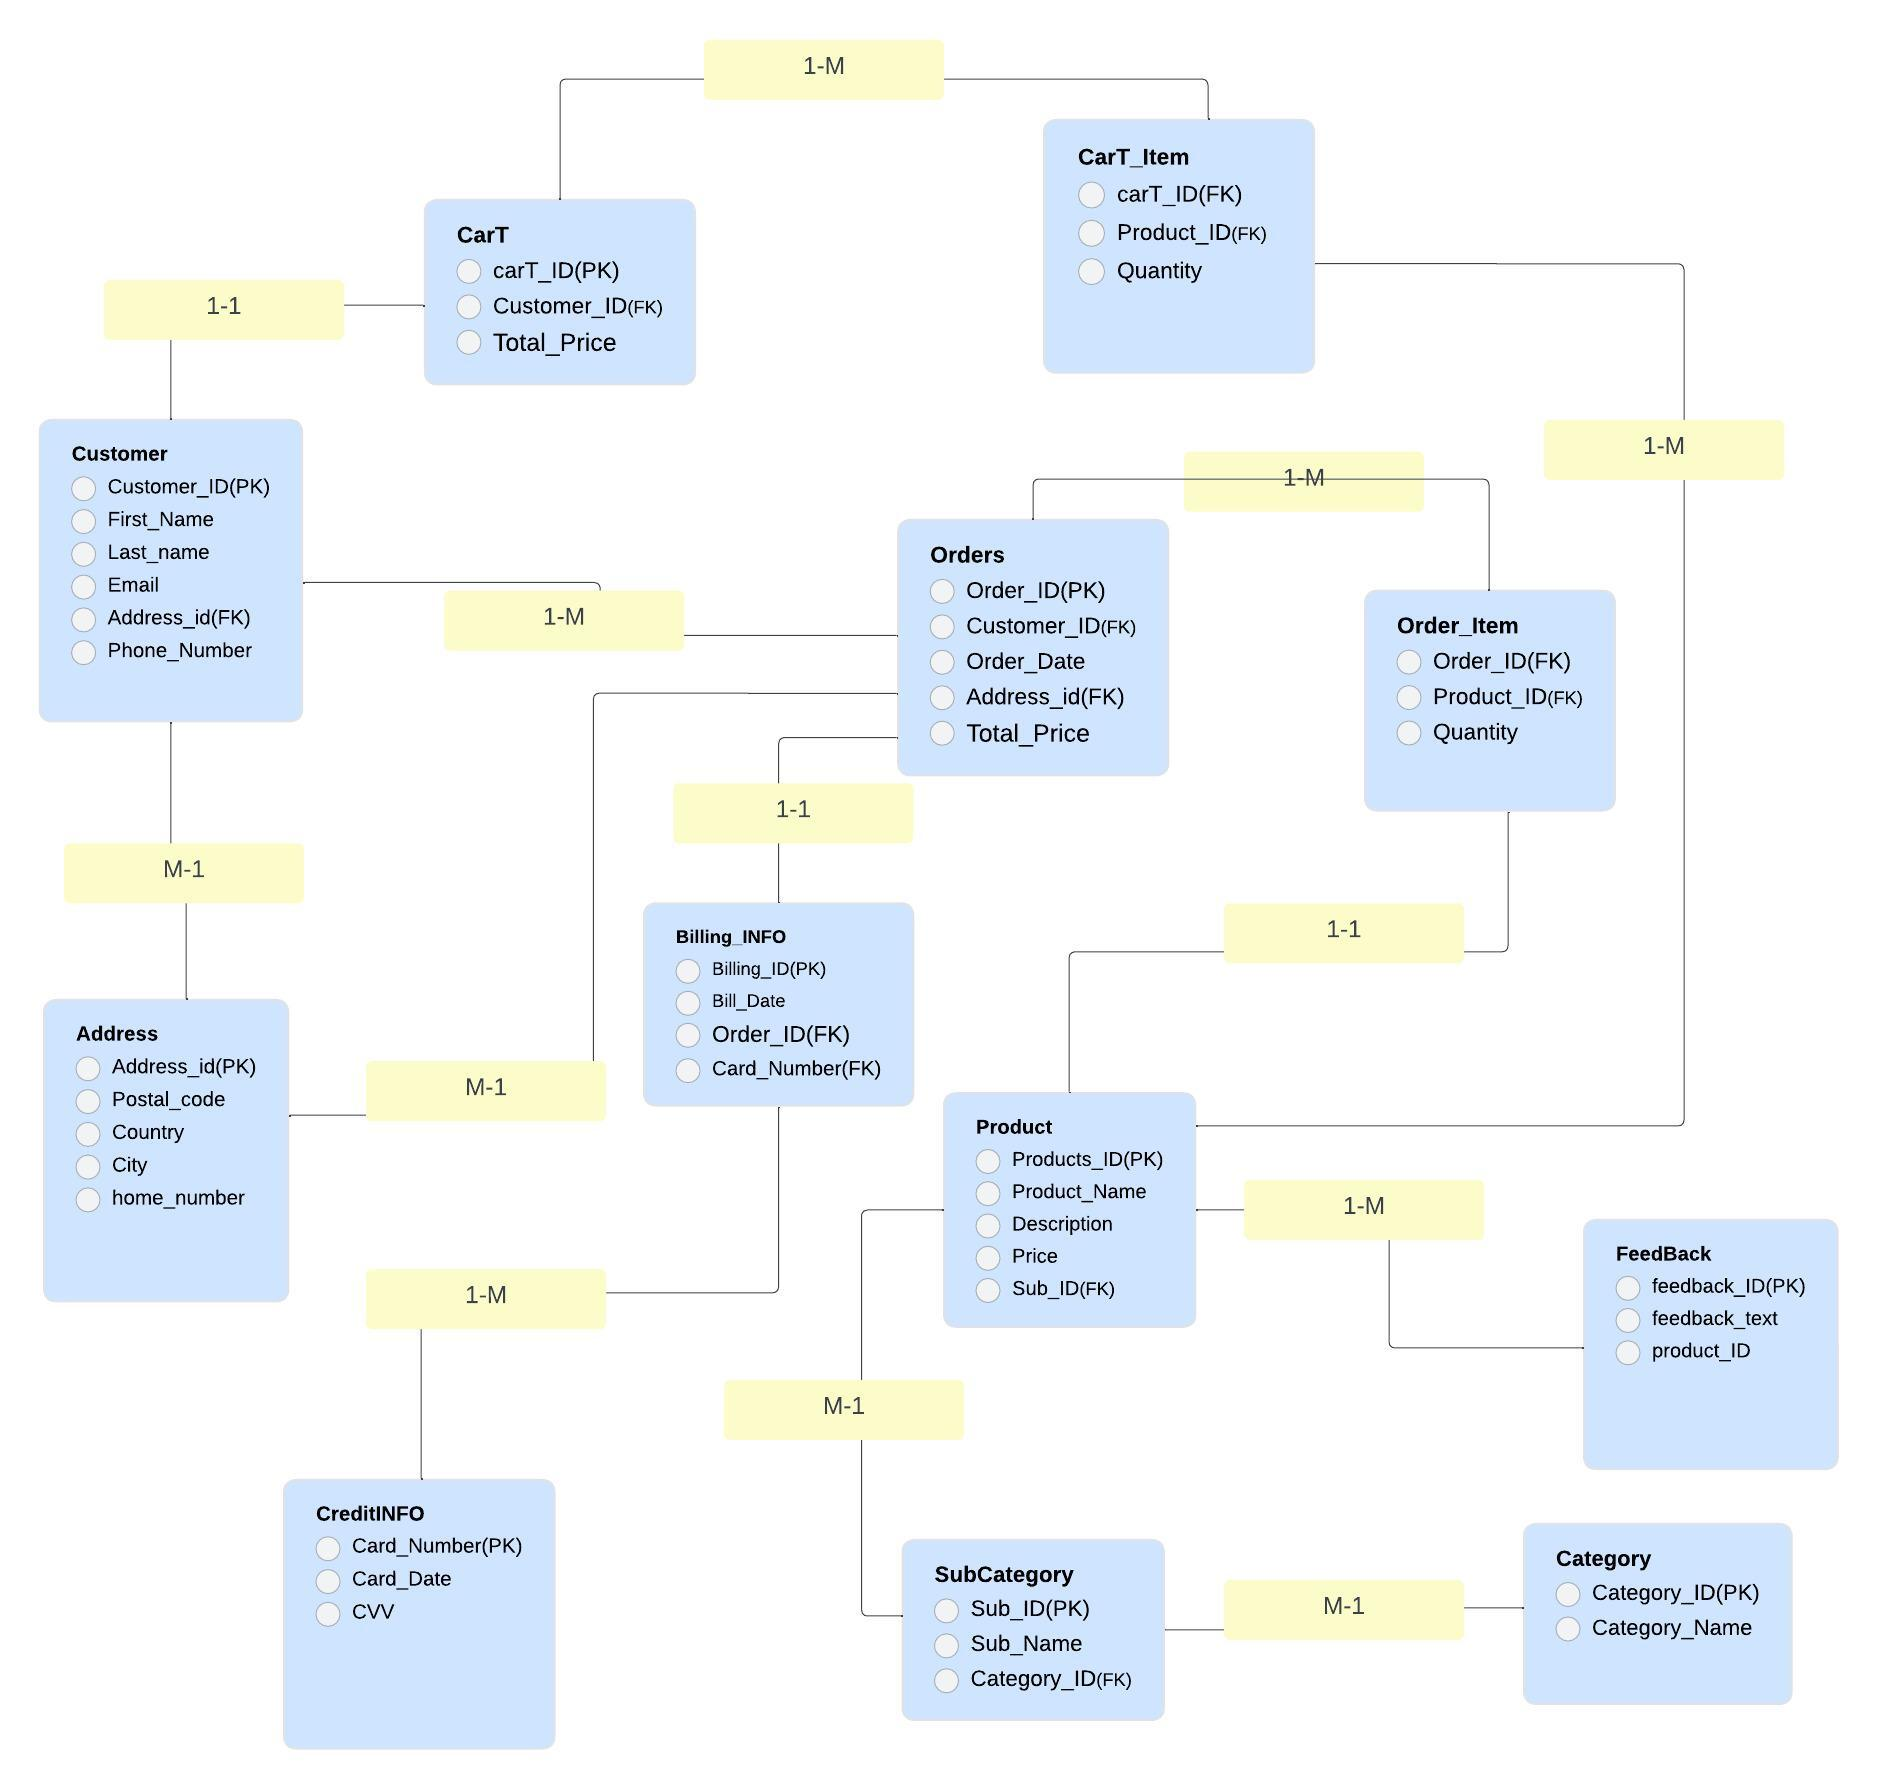 1-M
CarT_Item
carT_ID(FK)
Product_ID(FK)
Quantity
CarT
carT_ID(PK)
Customer_ID(FK)
Total_Price
1-1
Customer
Customer_ID(PK)
First_Name
Last_name
Email
Address_id(FK)
Phone_Number
1-M
1-M
1-M
Orders
Order_ID(PK)
Customer_ID(FK)
Order_Date
Address_id(FK)
Total_Price
Order_Item
Order_ID(FK)
Product_ID(FK)
Quantity
1-1
M-1
1-1
Billing_INFO
Billing_ID(PK)
Bill_Date
Order_ID(FK)
Card_Number(FK)
Address
Address_id(PK)
Postal_code
Country
City
home_number
M-1
Product
Products_ID(PK)
Product_Name
Description
Price
Sub_ID(FK)
1-M
FeedBack
feedback_ID(PK)
feedback_text
product_ID
1-M
M-1
CreditINFO
Card_Number(PK)
Card_Date
CVV
SubCategory
Sub_ID(PK)
Sub_Name
Category_ID(FK)
M-1
Category
Category_ID(PK)
Category_Name